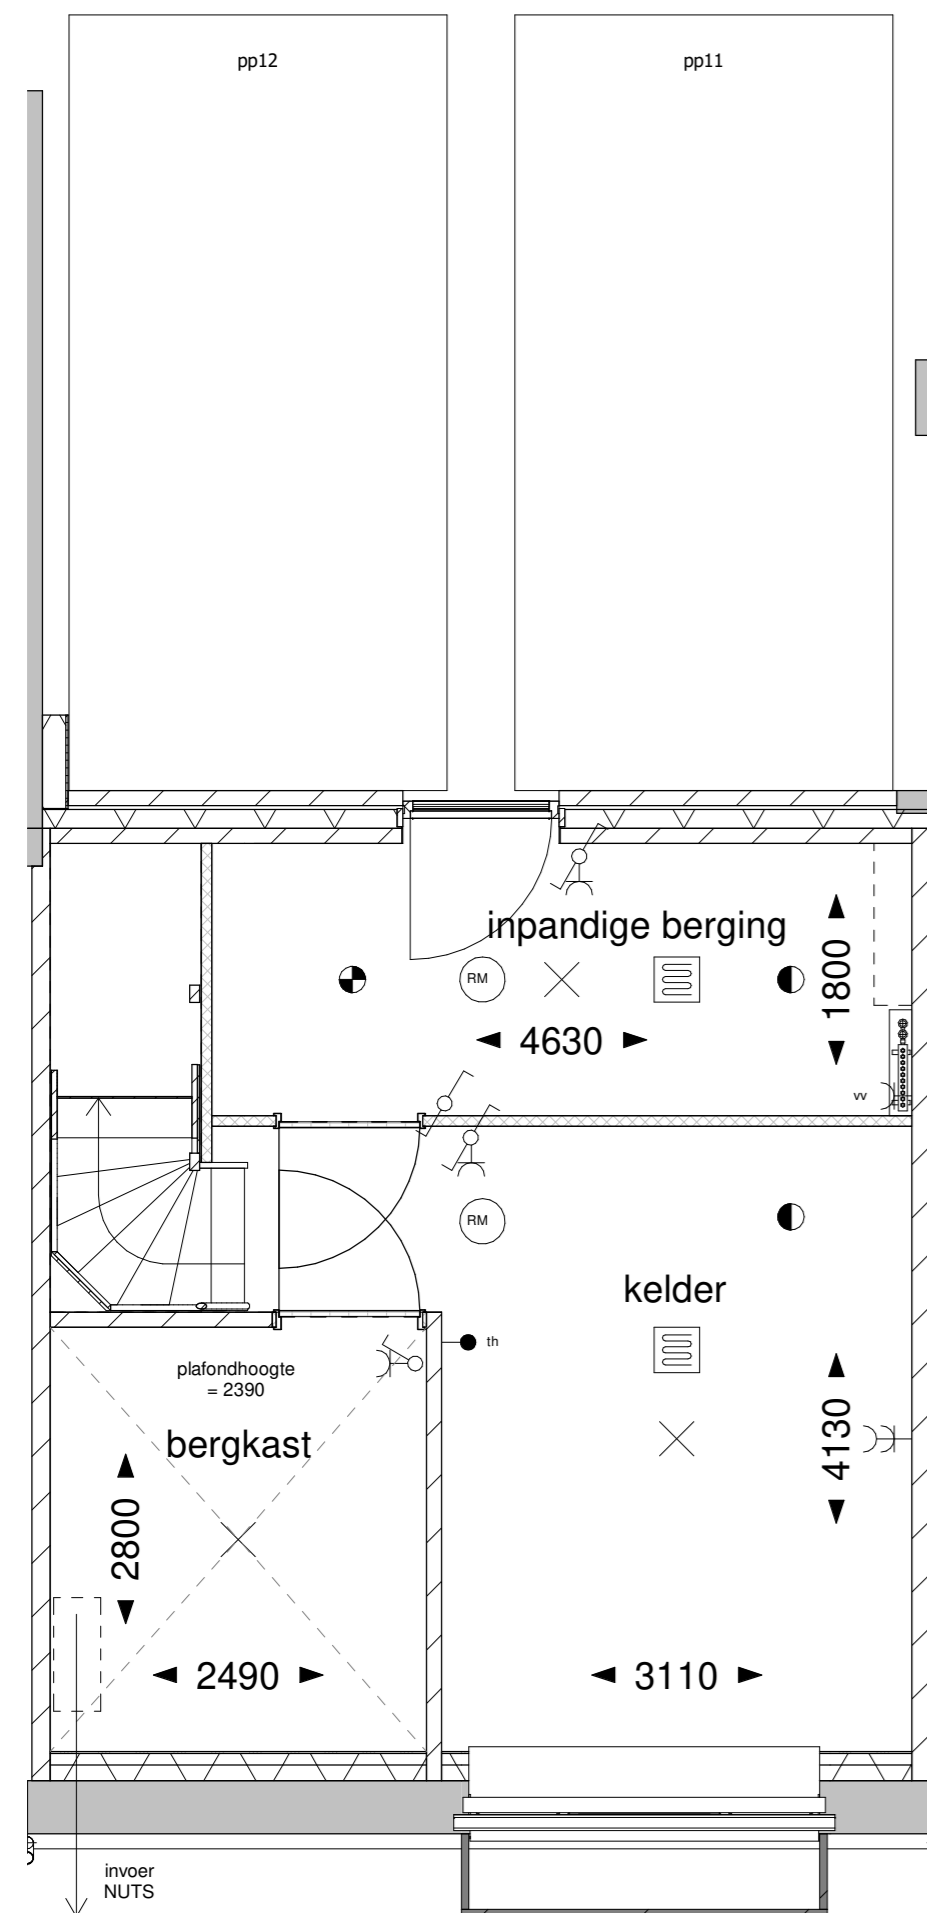 pp12
pp11
inpandige berging
RM
1800
4630
vv
RM
kelder
th
plafondhoogte
= 2390
bergkast
4130
2800
2490
3110
invoer
NUTS